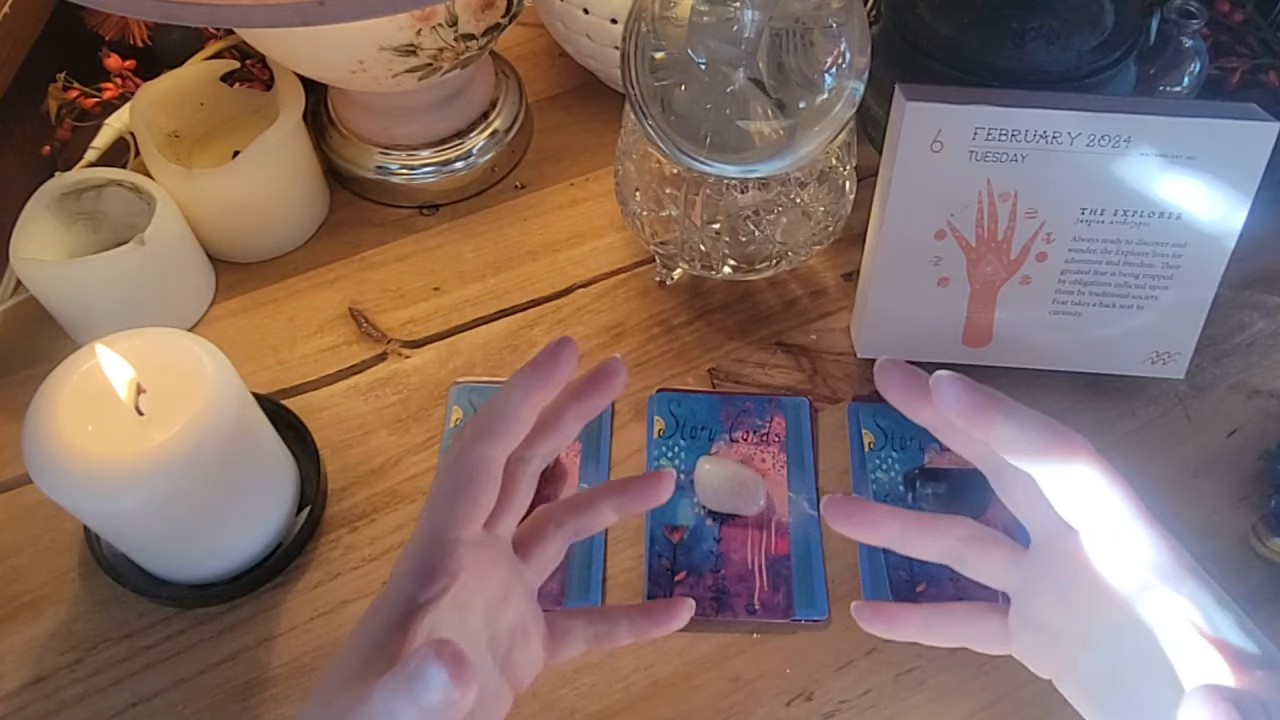 6
FEBRUARY 2024
TUESDAY
THE EXPLORER
jungian archetype
Always ready to discover and
wander, the Explorer lives for
adventure and freedom. Their
greatest fear is being trapped
by obligations inflicted upon
them by traditional society.
Fear takes a back seat to
curiosity.
Story Cards
Story